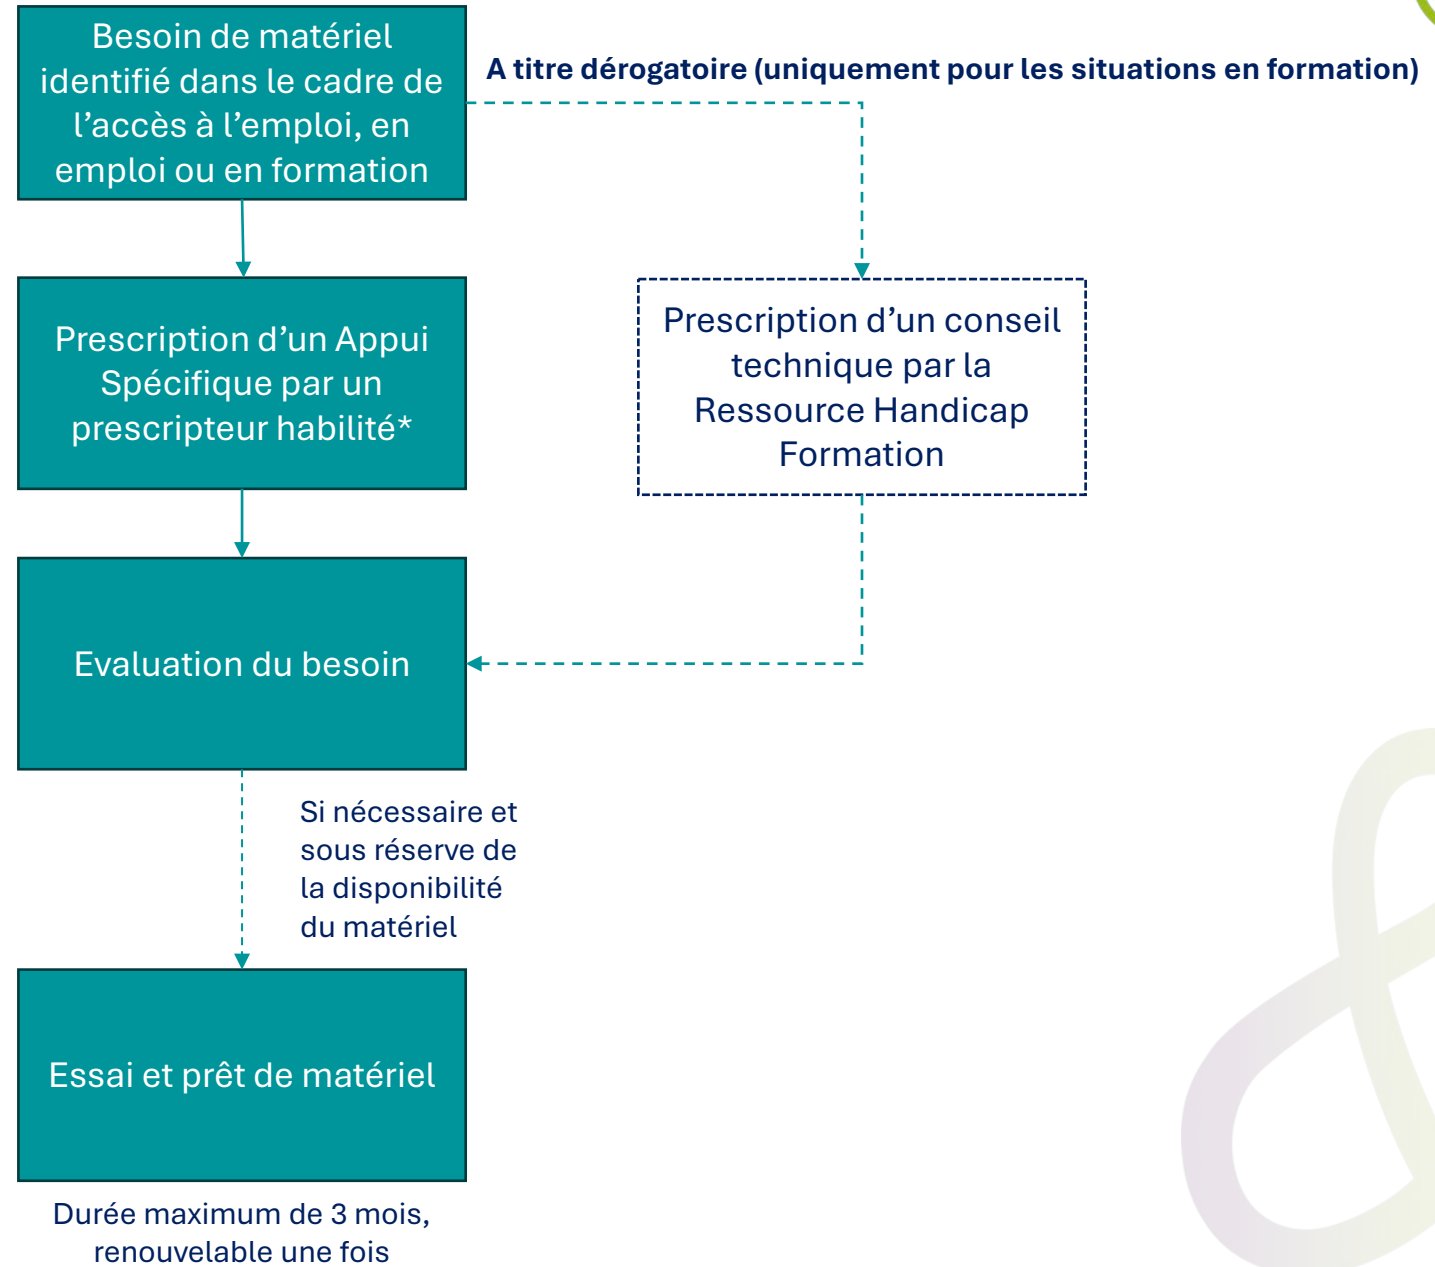 Besoin de matériel
identifié dans le cadre de
l’accès à l’emploi, en
emploi ou en formation
A titre dérogatoire (uniquement pour les situations en formation)
Prescription d’un Appui
Spécifique par un
prescripteur habilité*
Prescription d’un conseil
technique par la
Ressource Handicap
Formation
Evaluation du besoin
Si nécessaire et
sous réserve de
la disponibilité
du matériel
Essai et prêt de matériel
Durée maximum de 3 mois,
renouvelable une fois